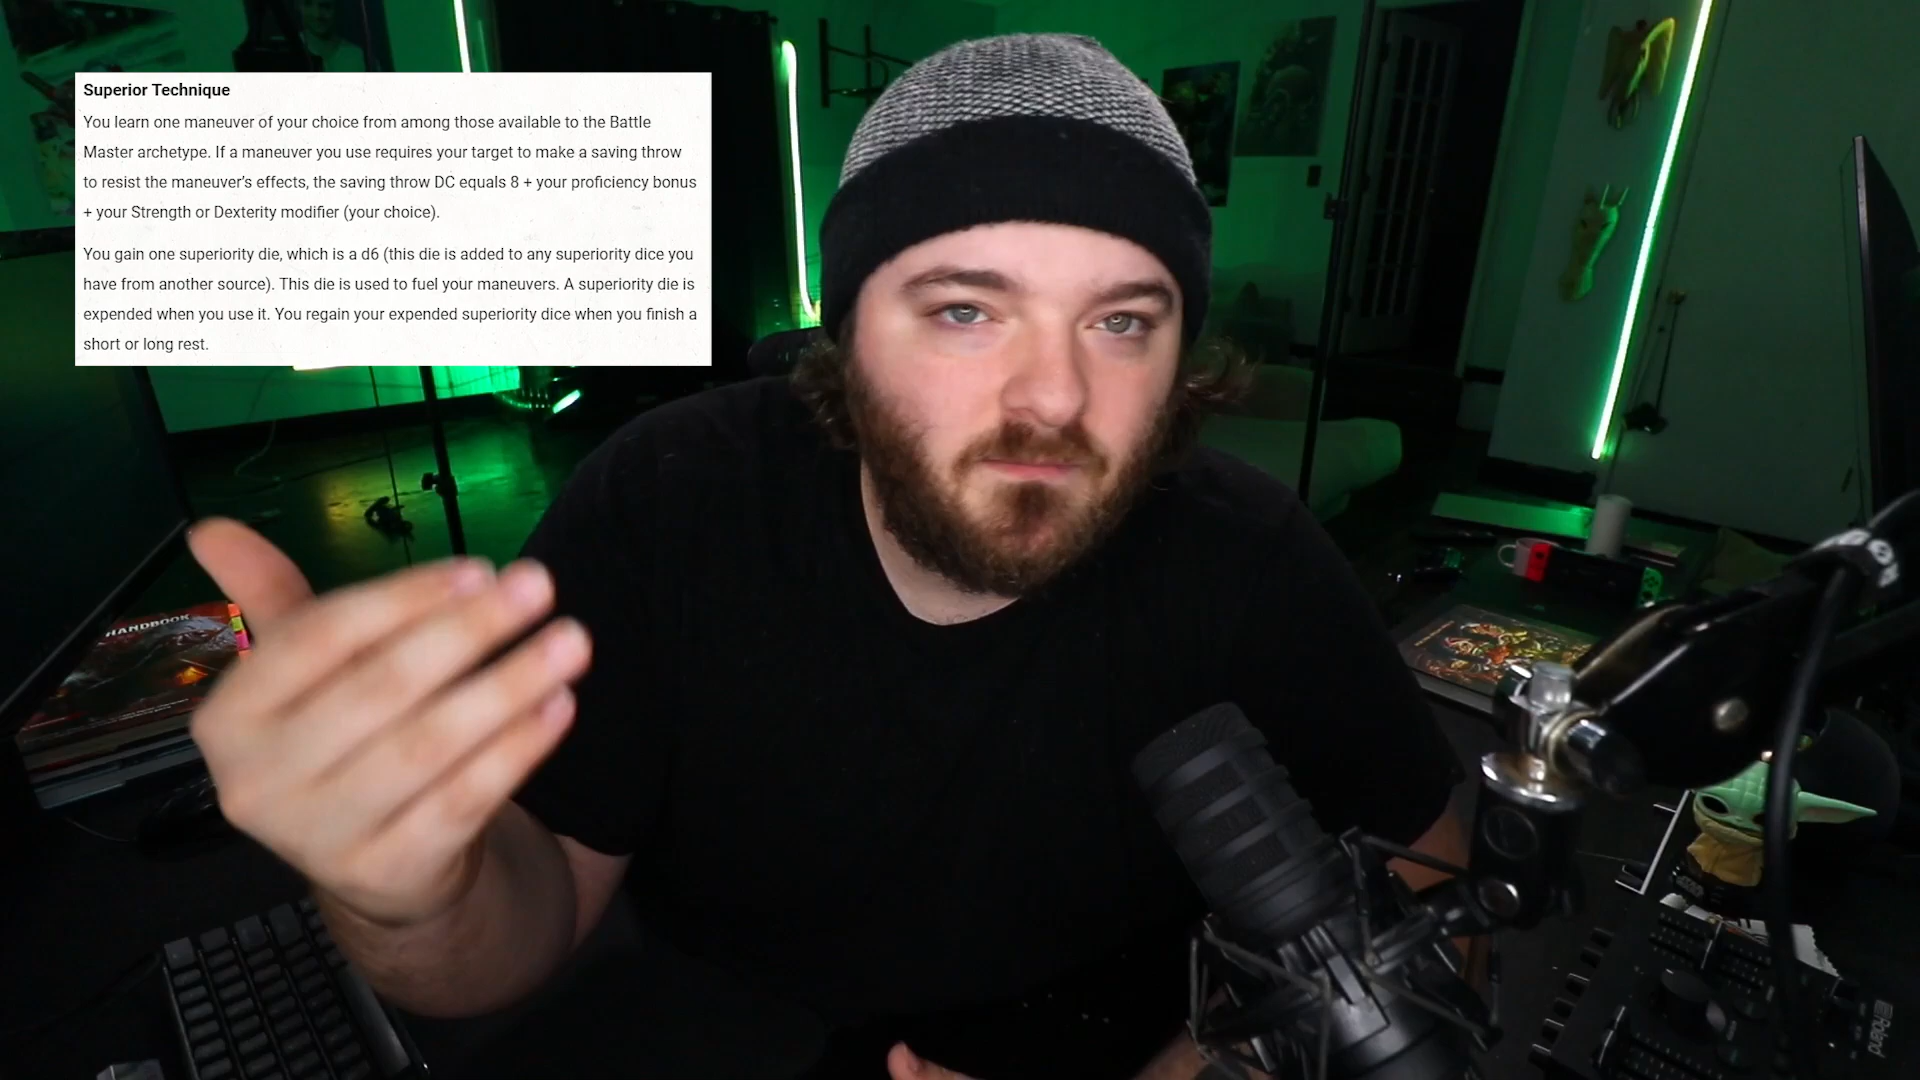 Superior Technique
You learn one maneuver of your choice from among those available to the Battle
Master archetype. If a maneuver you use requires your target to make a saving throw
to resist the maneuver’s effects, the saving throw DC equals 8 + your proficiency bonus
+ your Strength or Dexterity modifier (your choice).
You gain one superiority die, which is a d6 (this die is added to any superiority dice you
have from another source). This die is used to fuel your maneuvers. A superiority die is
expended when you use it. You regain your expended superiority dice when you finish a
short or long rest.
HANDBOOK
Roland